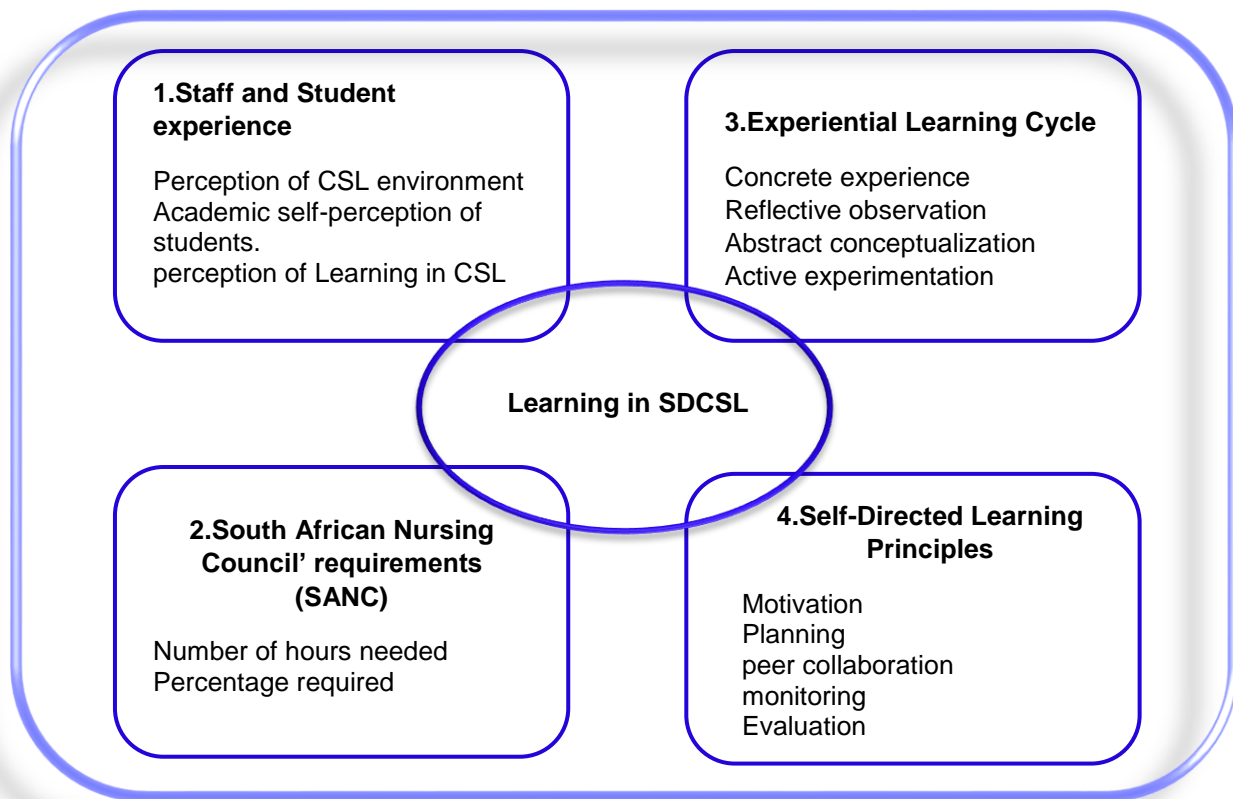 1.Staff and Student
experience
Perception of CSL environment
Academic self-perception of
students.
perception of Learning in CSL
3.Experiential Learning Cycle
Concrete experience
Reflective observation
Abstract conceptualization
Active experimentation
Learning in SDCSL
2.South African Nursing
Council’ requirements
(SANC)
Number of hours needed
Percentage required
4.Self-Directed Learning
Principles
Motivation
Planning
peer collaboration
monitoring
Evaluation